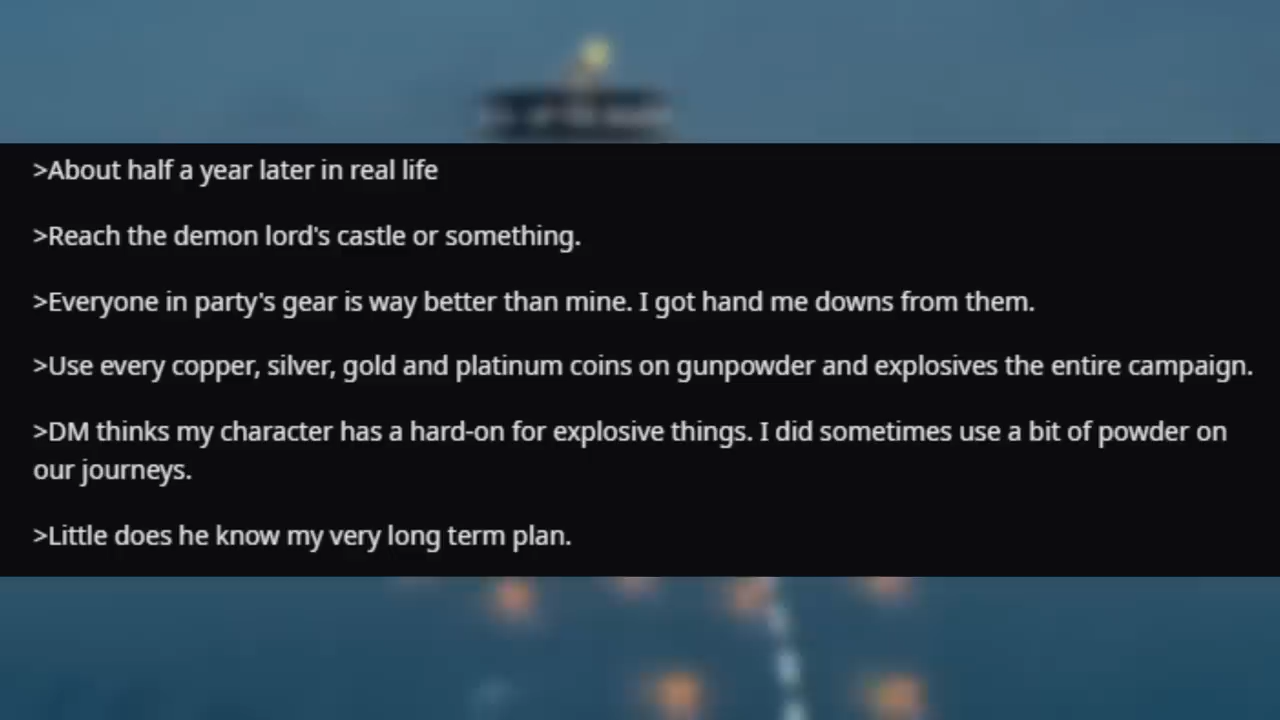 >About half a year later in real life
>Reach the demon lord's castle or something.
>Everyone in party's gear is way better than mine. I got hand me downs from them.
>Use every copper, silver, gold and platinum coins on gunpowder and explosives the entire campaign.
>DM thinks my character has a hard-on for explosive things. I did sometimes use a bit of powder on
our journeys.
>Little does he know my very long term plan.